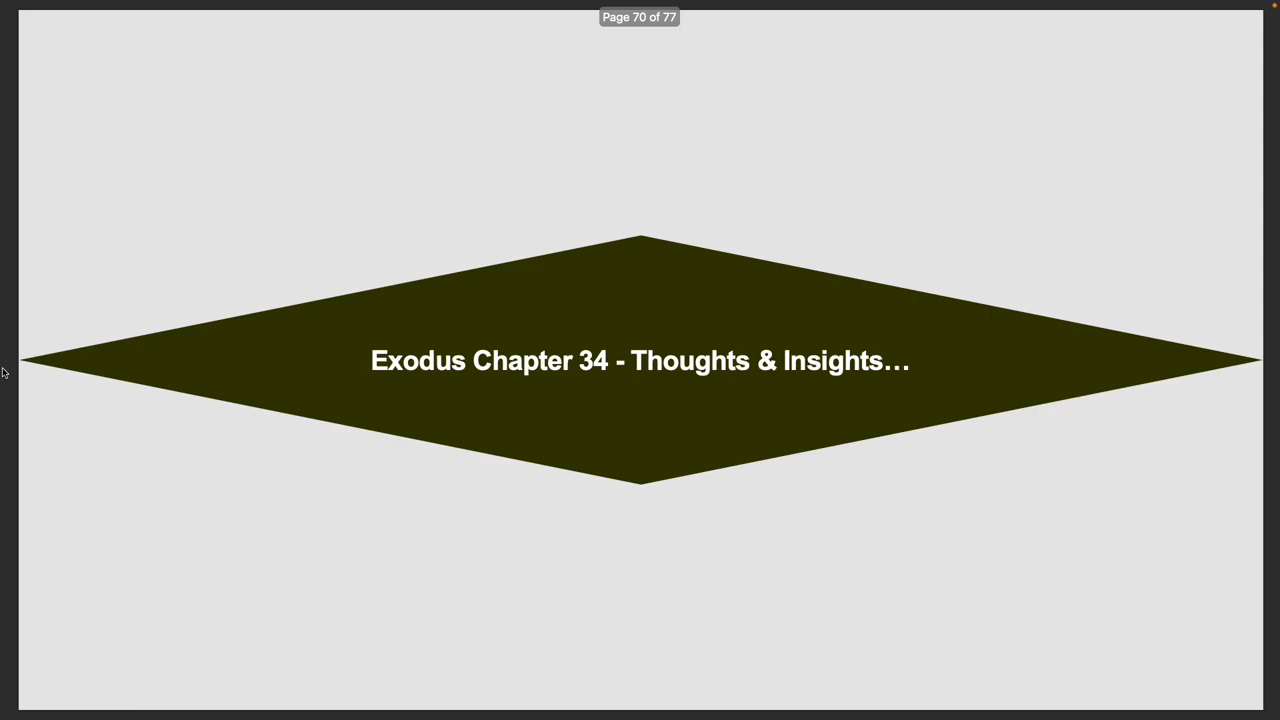 Page 70 of 77
Exodus Chapter 34 - Thoughts & Insights…